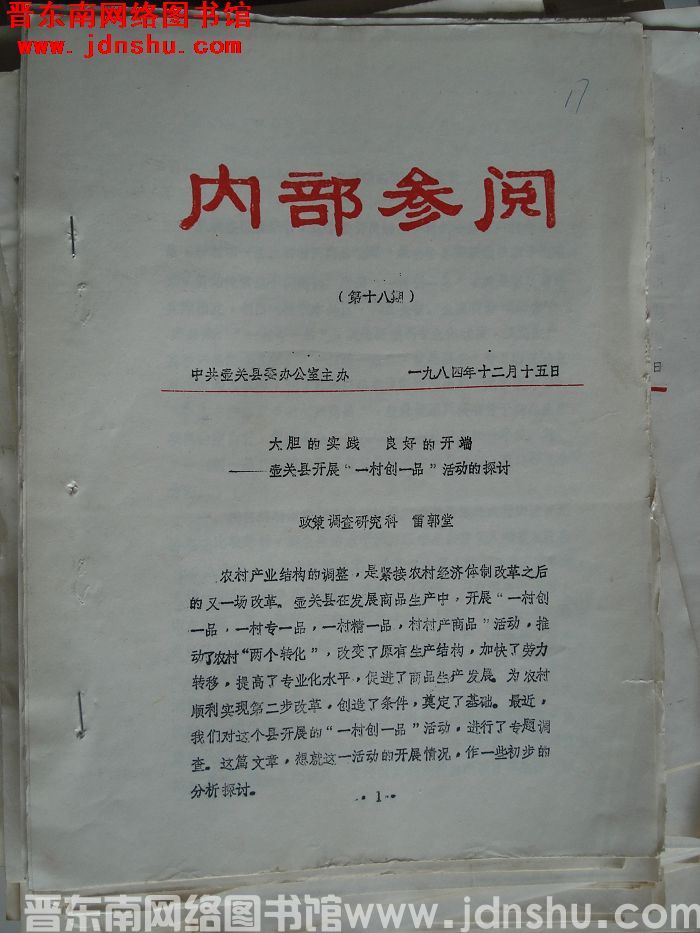 晋东南网络图书馆
www.jdnshu.com
17
内部参阅
(第十八期)
中共壶关县委办公室主办 一九八四年十二月十五日
大胆的实践 良好的开端
——壶关县开展“一村创一品”活动的探讨
政策调查研究科 雷郭堂
农村产业结构的调整,是紧接农村经济体制改革之后
的又一场改革。壶关县在发展商品生产中,开展“一村创
一品,一村专一品,一村精一品,村村产商品”活动,推
动了农村“两个转化”,改变了原有生产结构,加快了劳力
转移,提高了专业化水平,促进了商品生产发展。为农村
顺利实现第二步改革,创造了条件,奠定了基础。最近,
我们对这个县开展的“一村创一品”活动,进行了专题调
查。这篇文章,想就这一活动的开展情况,作一些初步的
分析探讨。
·1·
日
晋东南网络图书馆www.jdnshu.com